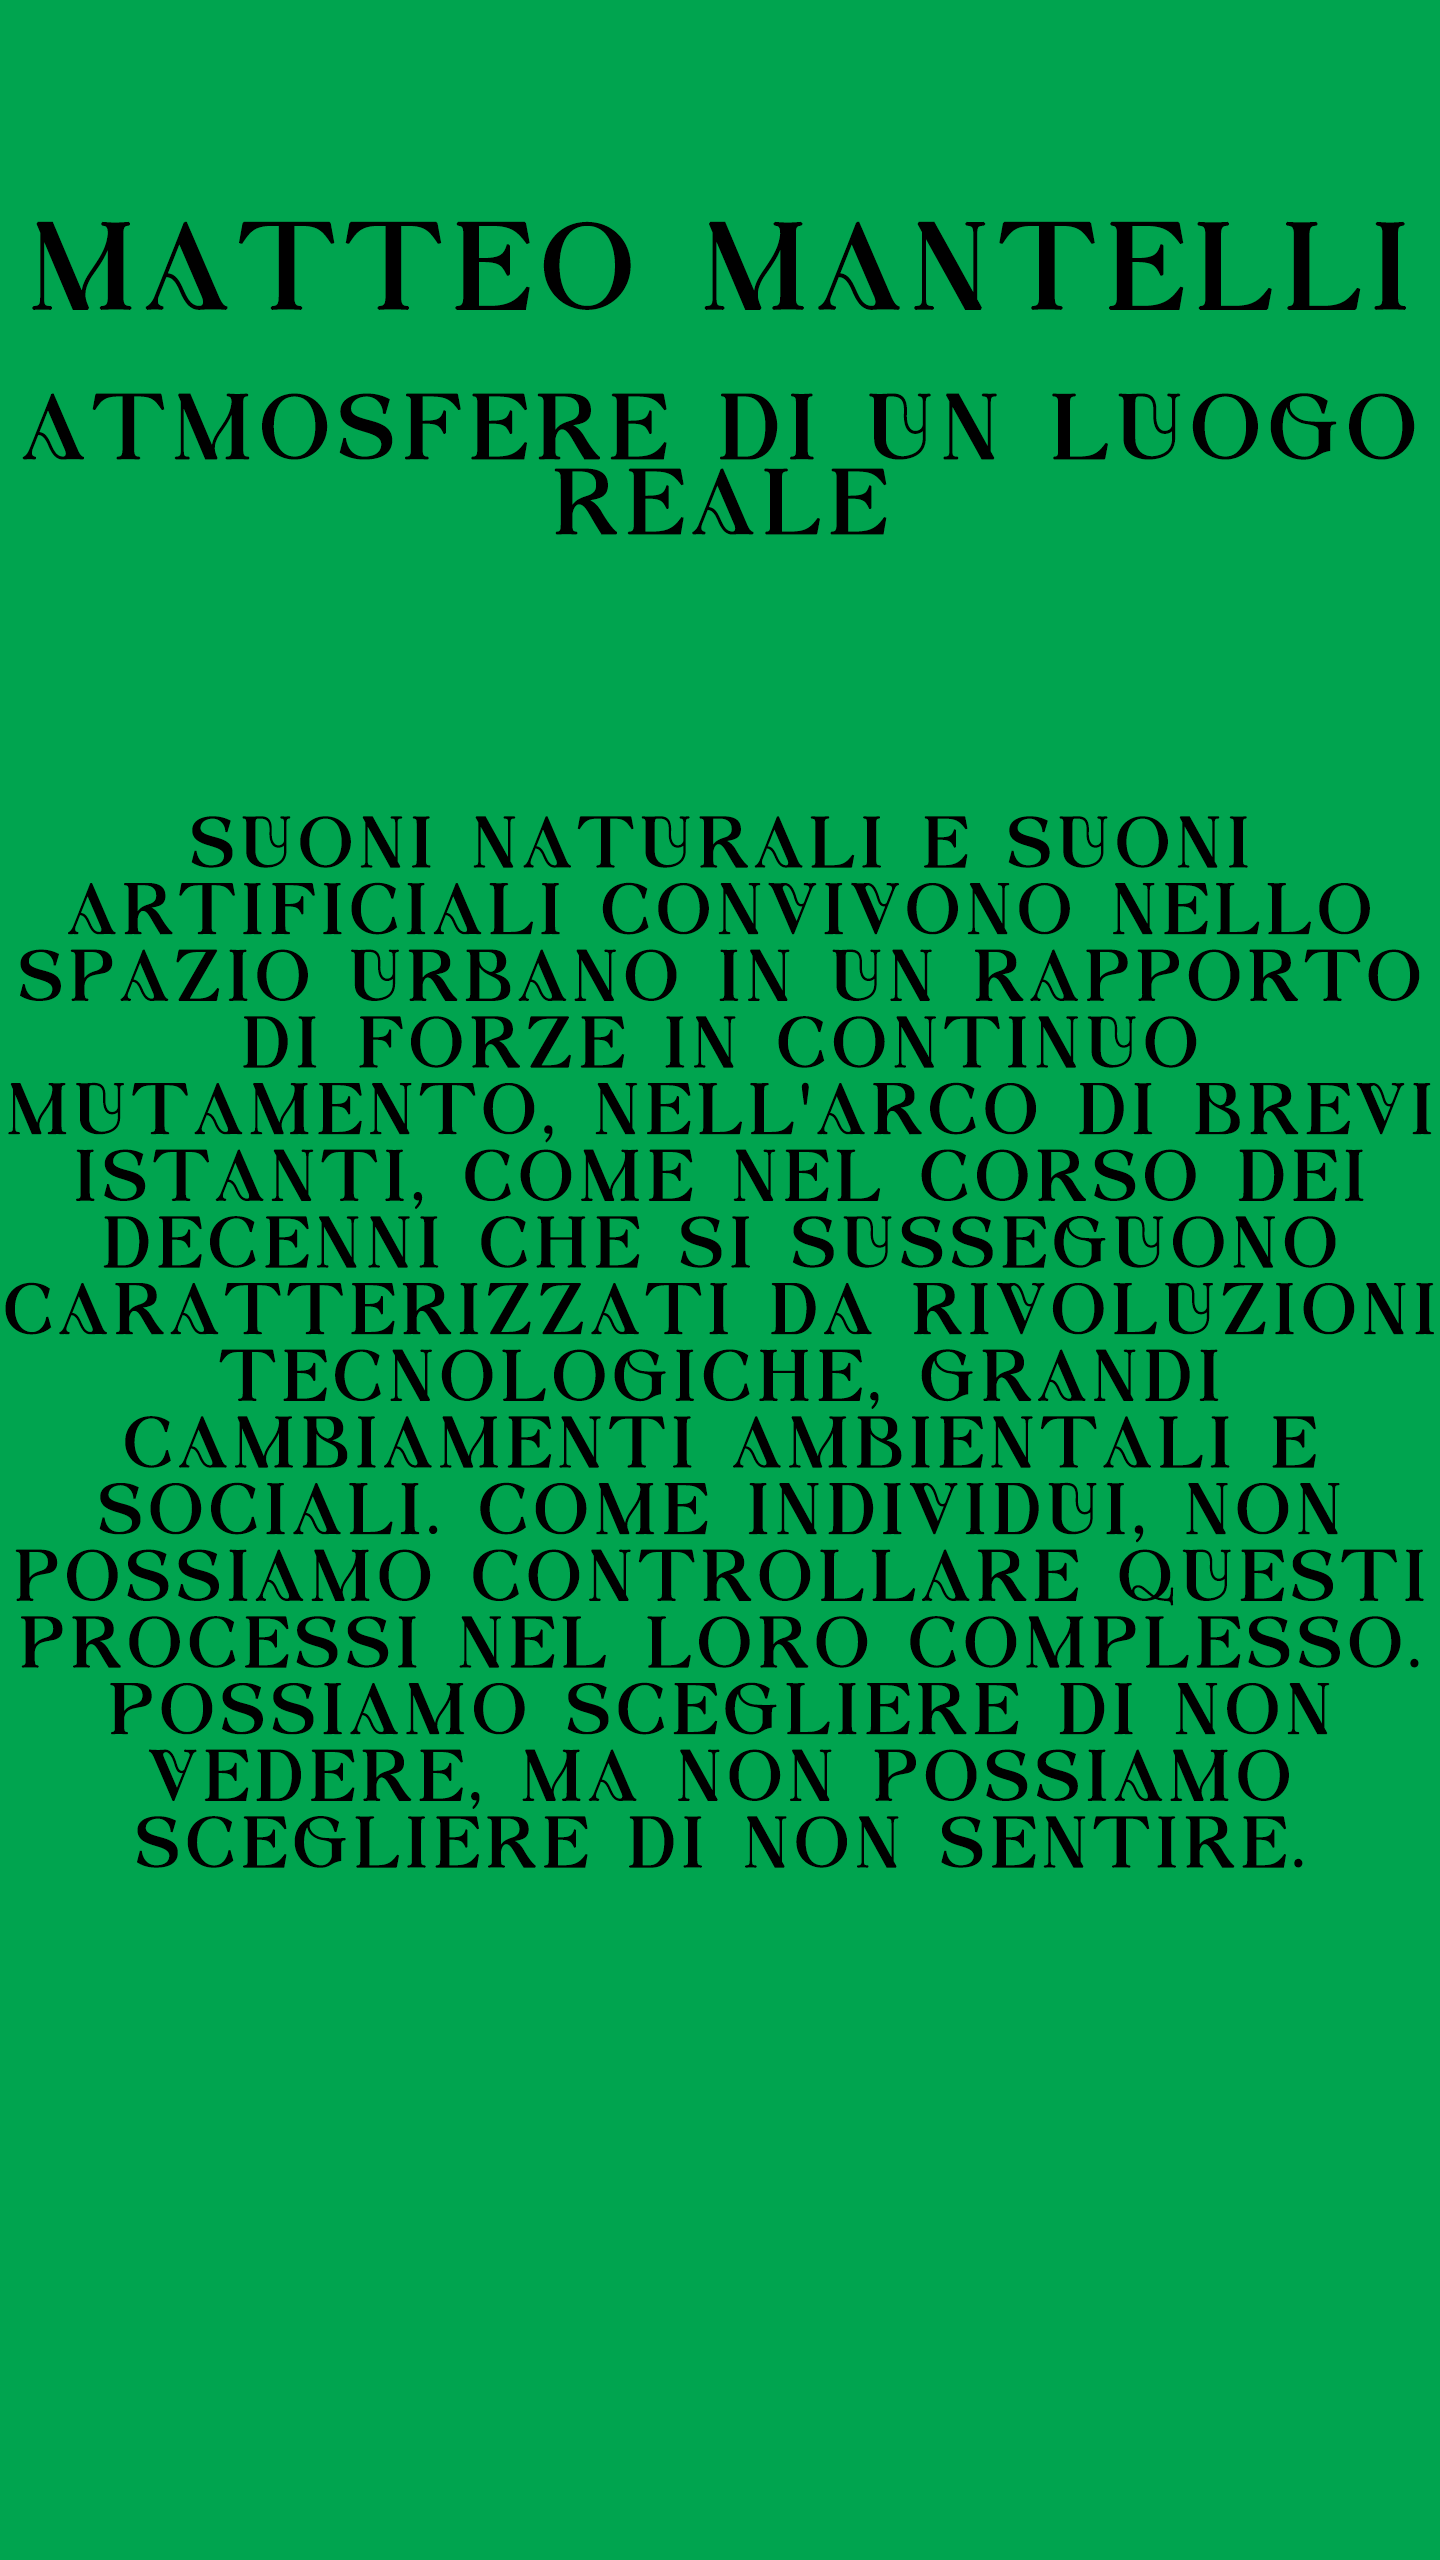 MATTEO MANTELLI
ATMOSFERE DI UN LUOGO
REALE
SUONI NATURALI E SUONI
ARTIFICIALI CONVIVONO NELLO
SPAZIO URBANO IN UN RAPPORTO
DI FORZE IN CONTINUO
MUTAMENTO, NELL'ARCO DI BREVI
ISTANTI, COME NEL CORSO DEI
DECENNI CHE SI SUSSEGUONO
CARATTERIZZATI DA RIVOLUZIONI
TECNOLOGICHE, GRANDI
CAMBIAMENTI AMBIENTALI E
SOCIALI. COME INDIVIDUI, NON
POSSIAMO CONTROLLARE QUESTI
PROCESSI NEL LORO COMPLESSO.
POSSIAMO SCEGLIERE DI NON
VEDERE, MA NON POSSIAMO
SCEGLIERE DI NON SENTIRE.